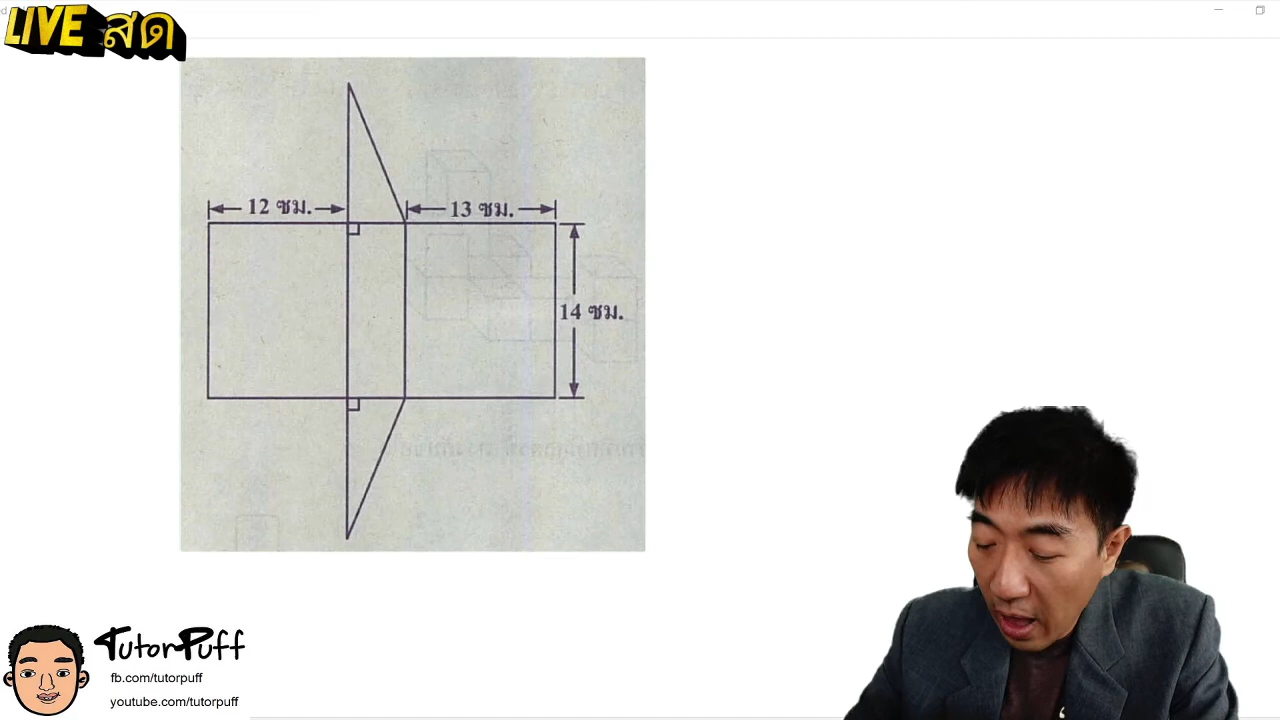 LIVE สด
12 ซม.
13 ซม.
14 ซม.
TutorPuff
fb.com/tutorpuff
youtube.com/tutorpuff